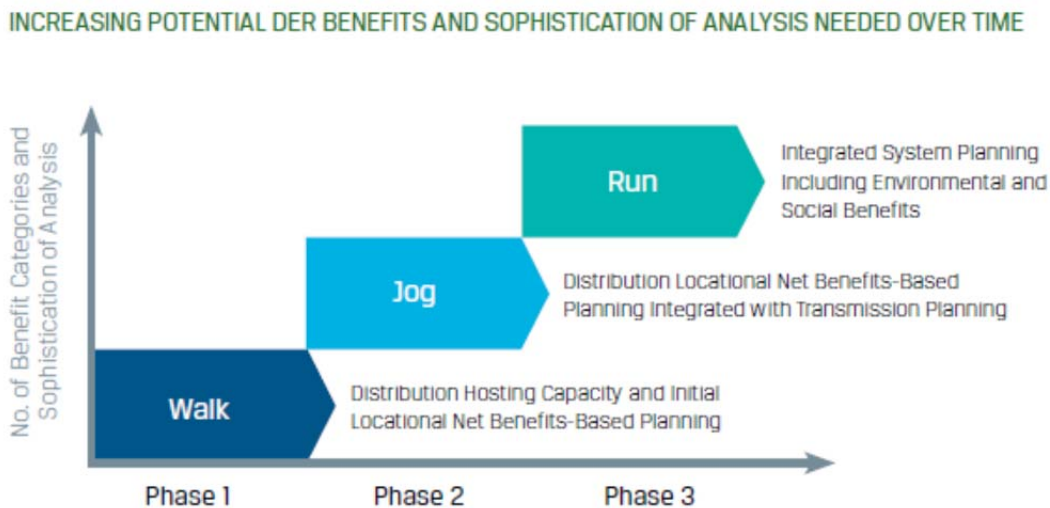 INCREASING POTENTIAL DER BENEFITS AND SOPHISTICATION OF ANALYSIS NEEDED OVER TIME
No. of Benefit Categories and
Sophistication of Analysis
Run
Integrated System Planning
Including Environmental and
Social Benefits
Jog
Distribution Locational Net Benefits-Based
Planning Integrated with Transmission Planning
Walk
Distribution Hosting Capacity and Initial
Locational Net Benefits-Based Planning
Phase 1
Phase 2
Phase 3